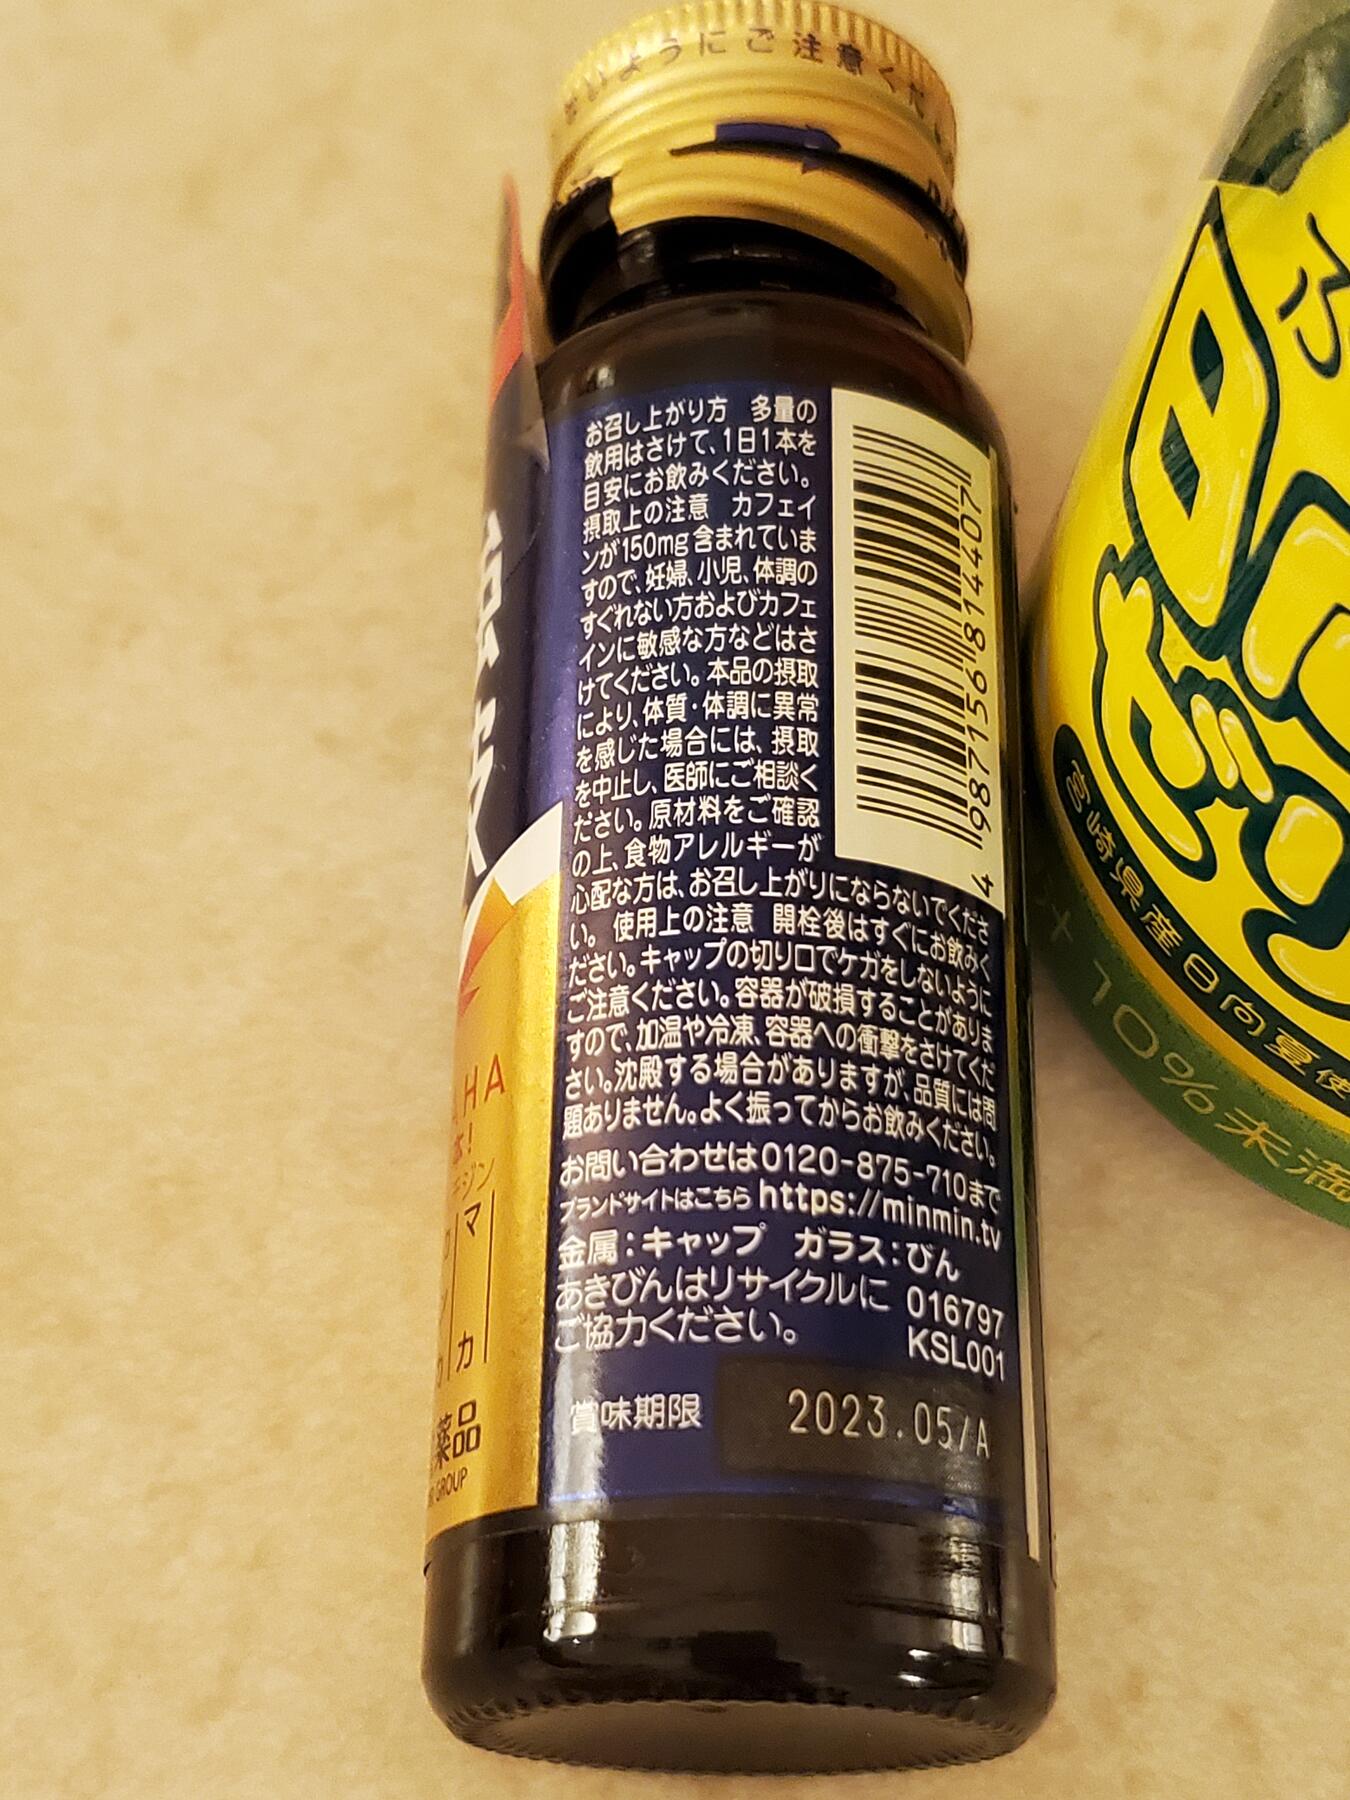 ないようにご注意くだ
お召し上がり方 多量の
飲用はさけて、1日1本を
目安にお飲みください。
摂取上の注意 カフェイ
ンが150mg含まれていま
すので、妊婦、小児、体調の
すぐれない方およびカフェ
インに敏感な方などはさ
けてください。本品の摂取
により、体質・体調に異常
を感じた場合には、摂取
を中止し、医師にご相談く
ださい。原材料をご確認
の上、食物アレルギーが
心配な方は、お召し上がりにならないでくださ
い。 使用上の注意 開栓後はすぐにお飲みく
ださい。キャップの切り口でケガをしないように
ご注意ください。容器が破損することがありま
すので、加温や冷凍、容器への衝撃をさけてくだ
さい。沈殿する場合がありますが、品質には問
題ありません。よく振ってからお飲みください。
お問い合わせは0120-875-710まで
ブランドサイトはこちら https://minmin.tv
金属:キャップ ガラス:びん
あきびんはリサイクルに
ご協力ください。
016797
KSL001
賞味期限 2023.05/A
4987156814407
AHA
マカ
薬品
GROUP
宮崎県産日向夏使
10%未満